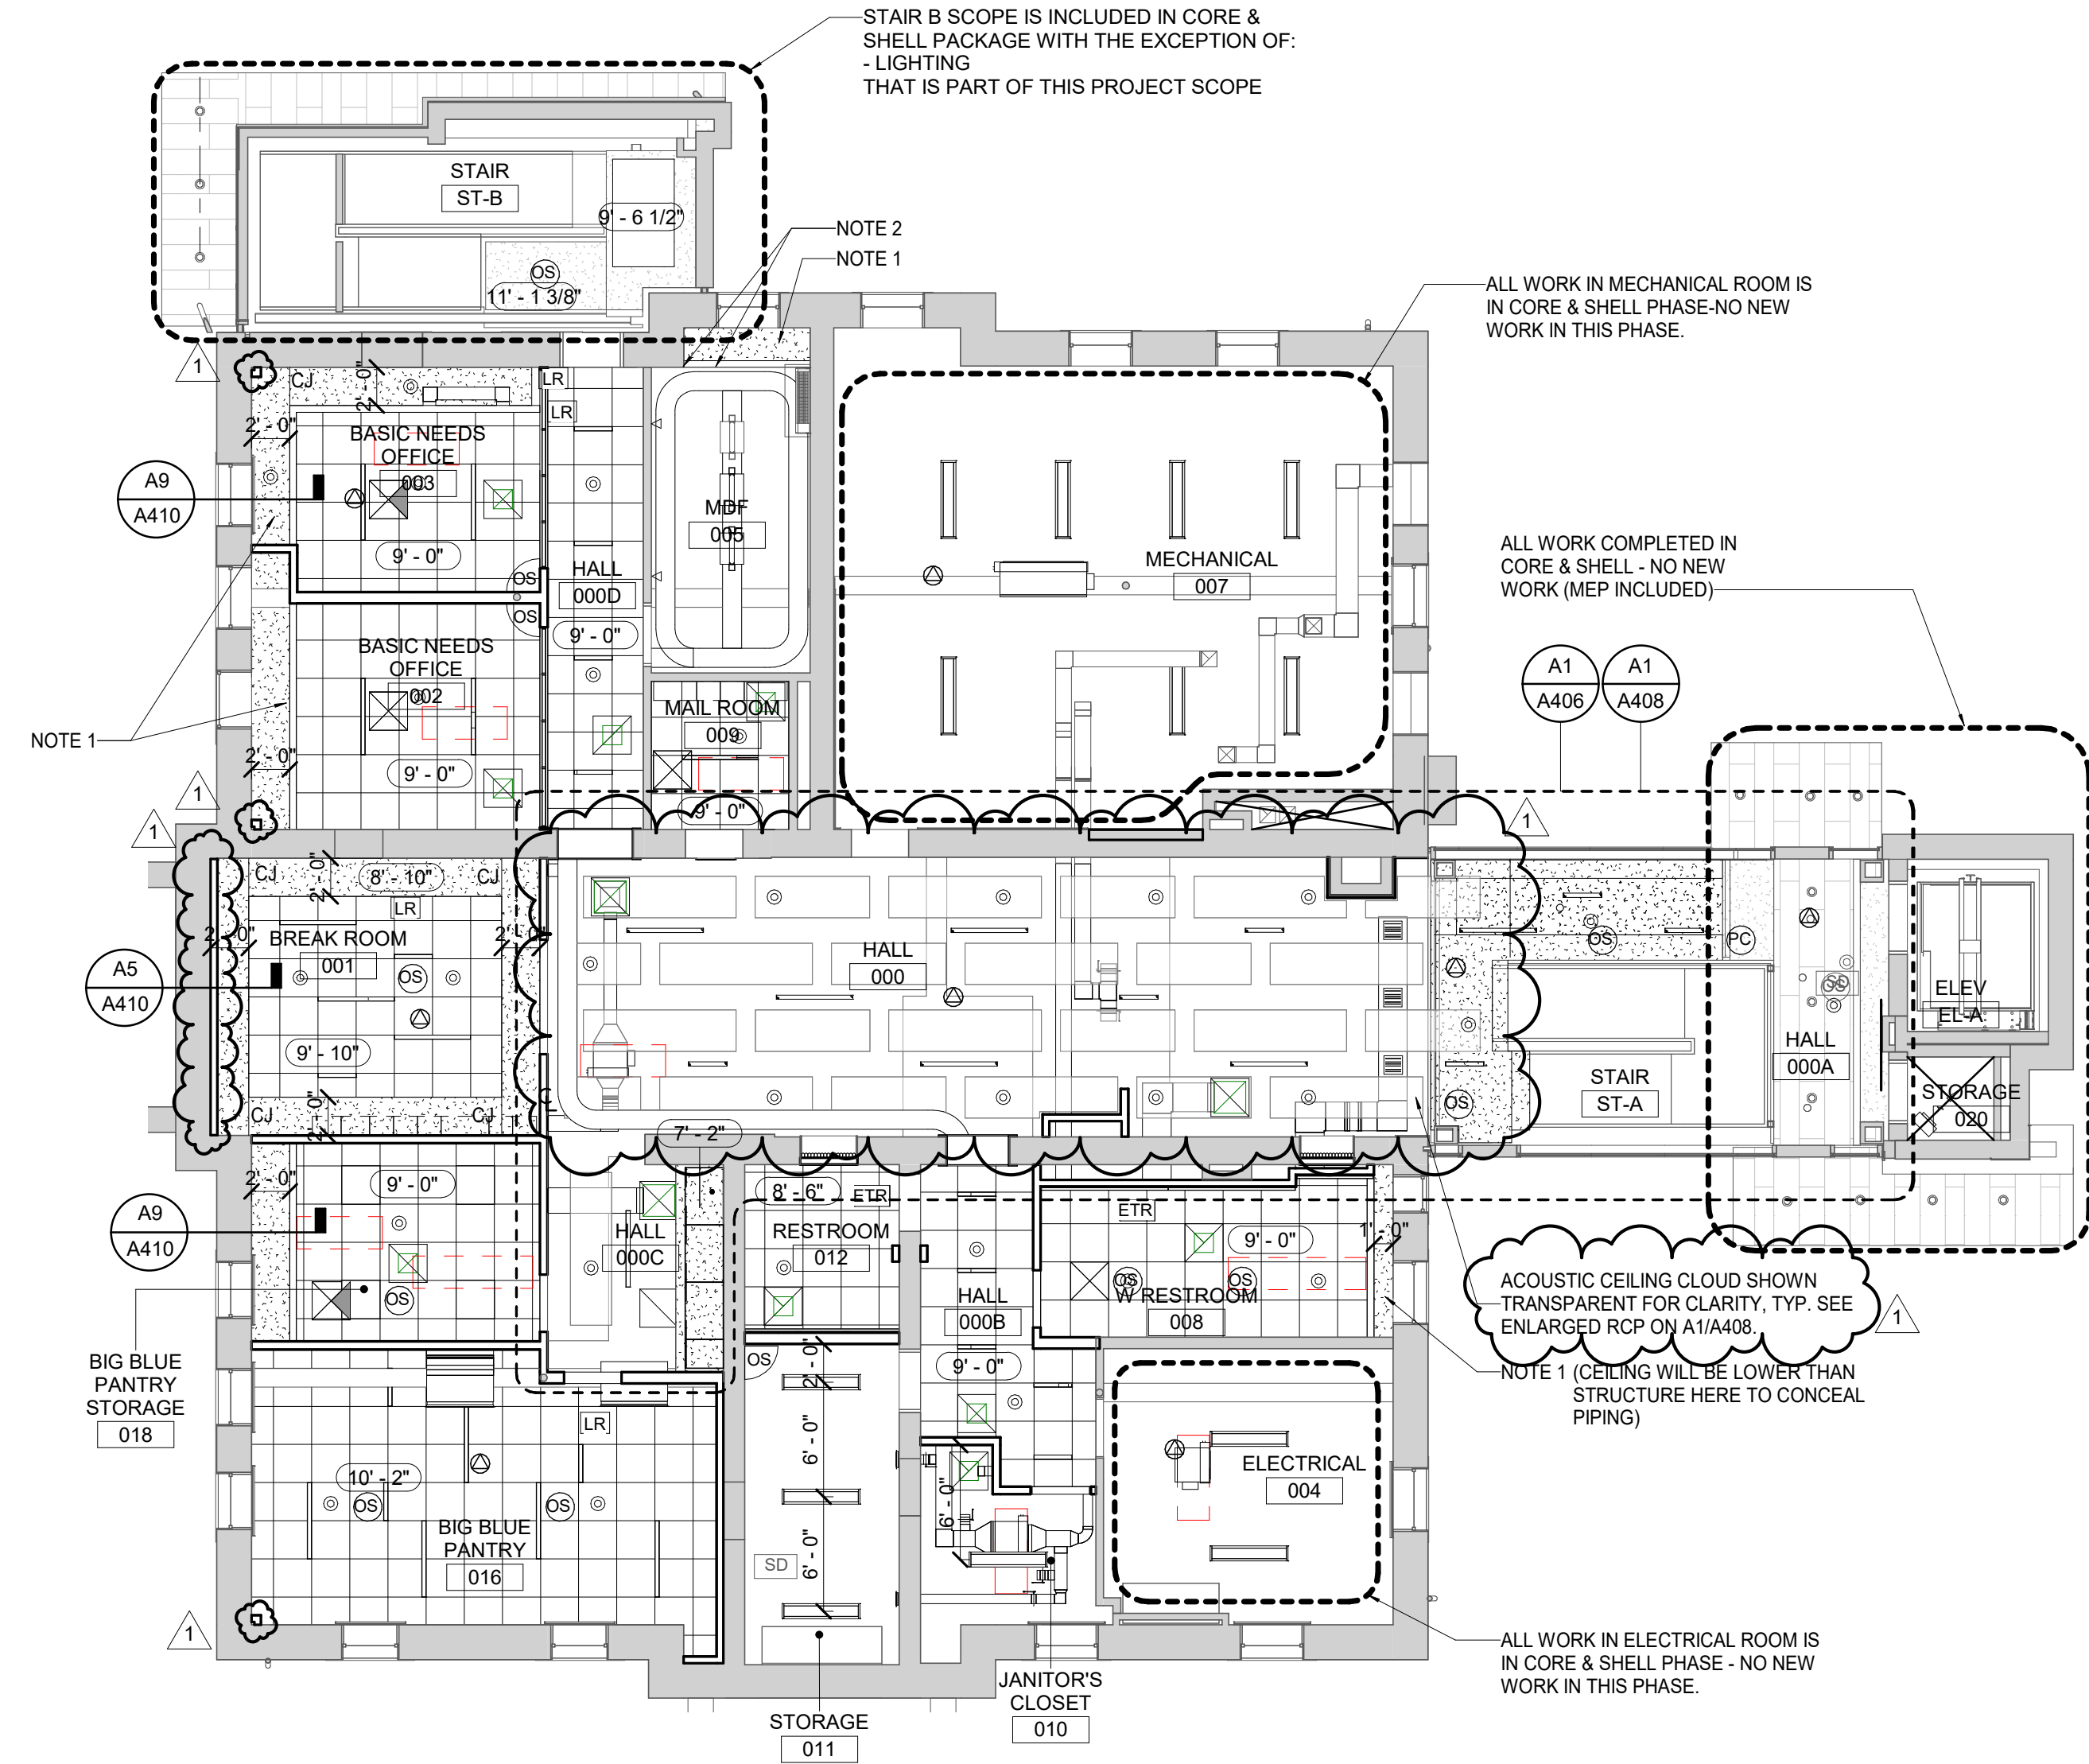 STAIR B SCOPE IS INCLUDED IN CORE &
SHELL PACKAGE WITH THE EXCEPTION OF:
- LIGHTING
THAT IS PART OF THIS PROJECT SCOPE
STAIR
ST-B
9' - 6 1/2"
OS
11' - 1 3/8"
NOTE 2
NOTE 1
ALL WORK IN MECHANICAL ROOM IS
IN CORE & SHELL PHASE-NO NEW
WORK IN THIS PHASE.
1
CJ
2' - 0"
LR
LR
2' - 0"
BASIC NEEDS
OFFICE
003
A9
A410
9' - 0"
OS
OS
HALL
000D
9' - 0"
MDF
005
MECHANICAL
007
ALL WORK COMPLETED IN
CORE & SHELL - NO NEW
WORK (MEP INCLUDED)
BASIC NEEDS
OFFICE
002
9' - 0"
2' - 0"
NOTE 1
MAIL ROOM
009
9' - 0"
A1
A406
A1
A408
1
1
1
CJ
2' - 0"
8' - 10"
CJ
LR
2' - 0"
BREAK ROOM
001
2' - 0"
OS
A5
A410
9' - 10"
CJ
2' - 0"
CJ
HALL
000
OS
PC
OS
STAIR
ST-A
HALL
000A
ELEV
EL-A
STORAGE
020
7' - 2"
2' - 0"
9' - 0"
A9
A410
OS
HALL
000C
8' - 6"
ETR
RESTROOM
012
HALL
000B
9' - 0"
ETR
9' - 0"
1' - 0"
OS
OS
W RESTROOM
008
ACOUSTIC CEILING CLOUD SHOWN
TRANSPARENT FOR CLARITY, TYP. SEE
ENLARGED RCP ON A1/A408.
1
NOTE 1 (CEILING WILL BE LOWER THAN
STRUCTURE HERE TO CONCEAL
PIPING)
BIG BLUE
PANTRY
STORAGE
018
LR
OS
2' - 0"
6' - 0"
6' - 0"
SD
10' - 2"
OS
OS
BIG BLUE
PANTRY
016
6' - 0"
ELECTRICAL
004
1
ALL WORK IN ELECTRICAL ROOM IS
IN CORE & SHELL PHASE - NO NEW
WORK IN THIS PHASE.
JANITOR'S
CLOSET
010
STORAGE
011